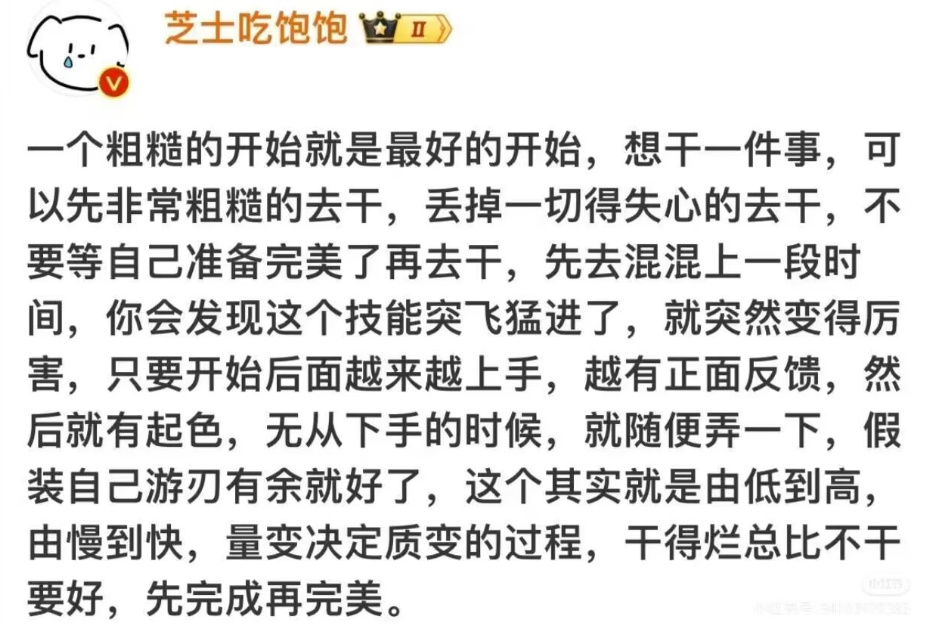 芝士吃饱饱
II
V
一个粗糙的开始就是最好的开始，想干一件事，可
以先非常粗糙的去干，丢掉一切得失心的去干，不
要等自己准备完美了再去干，先去混混上一段时
间，你会发现这个技能突飞猛进了，就突然变得厉
害，只要开始后面越来越上手，越有正面反馈，然
后就有起色，无从下手的时候，就随便弄一下，假
装自己游刃有余就好了，这个其实就是由低到高，
由慢到快，量变决定质变的过程，干得烂总比不干
要好，先完成再完美。
小红书